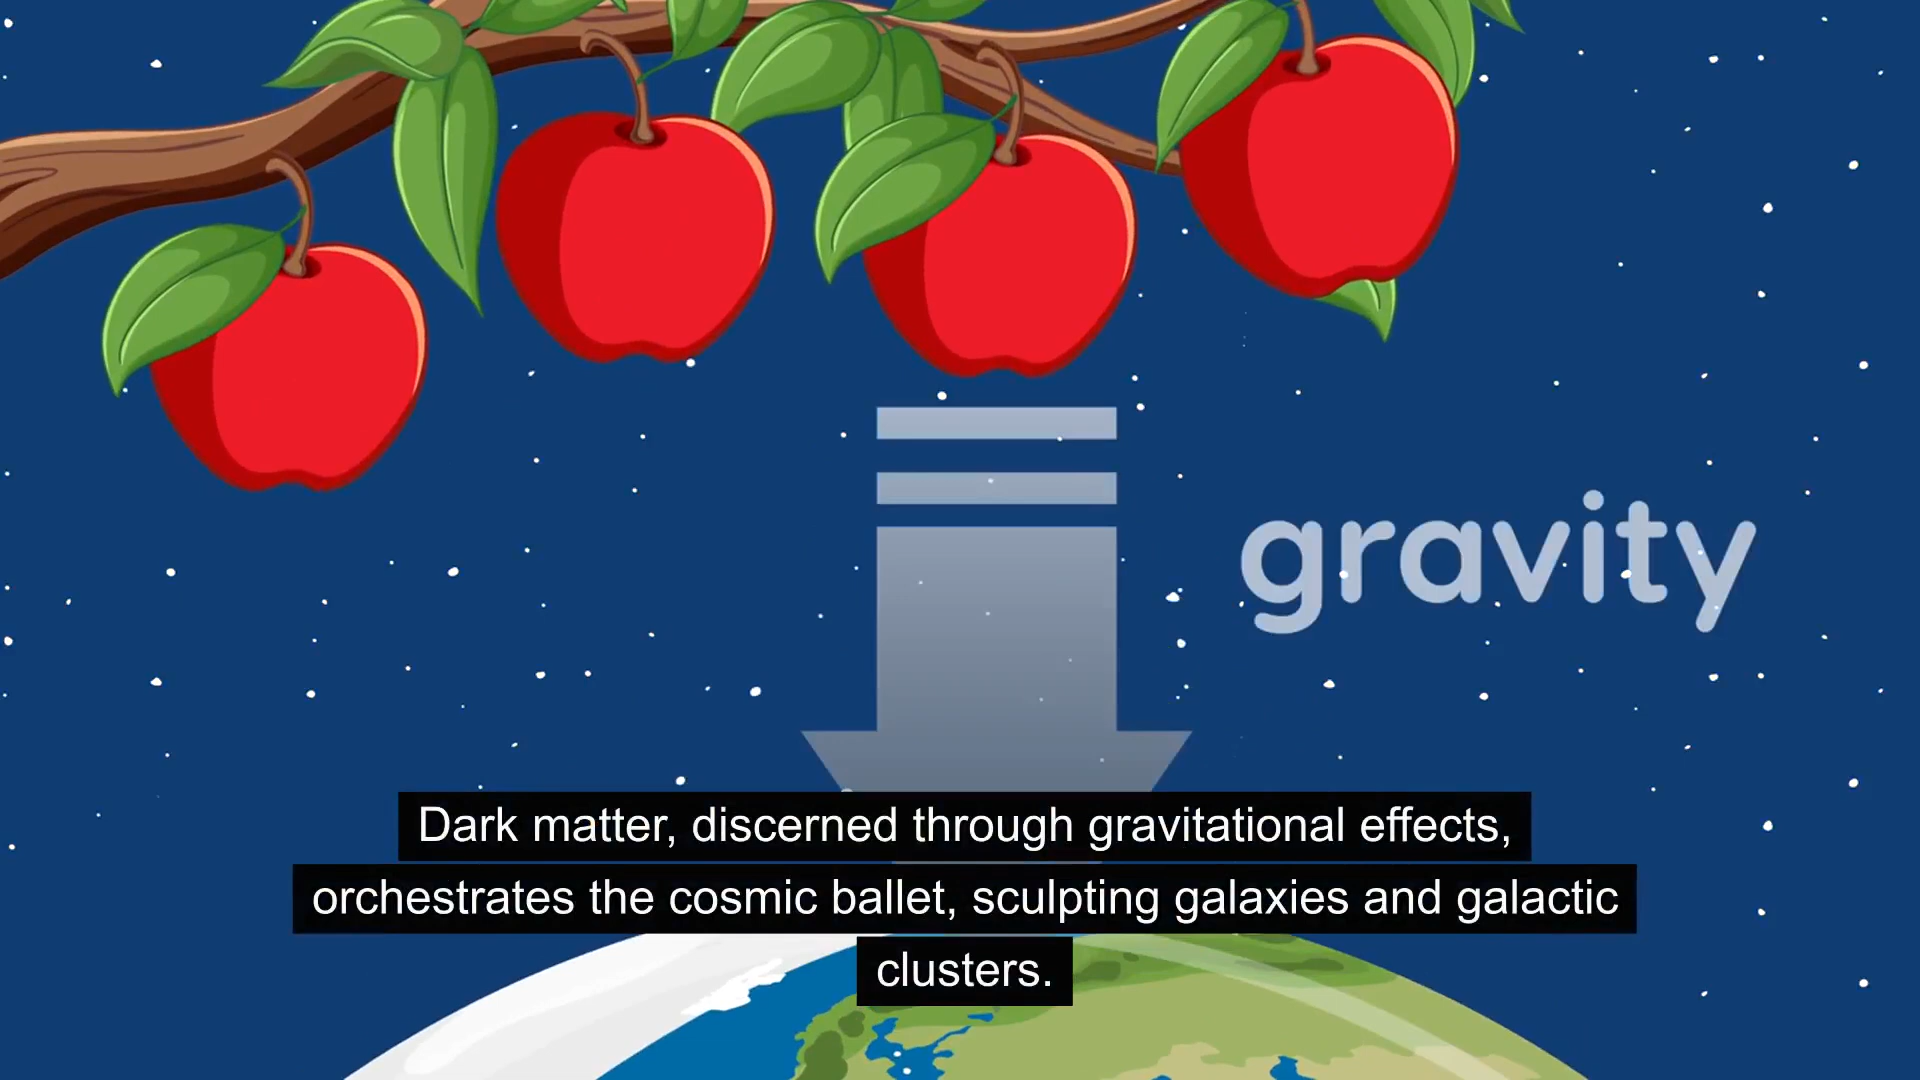 gravity
Dark matter, discerned through gravitational effects,
orchestrates the cosmic ballet, sculpting galaxies and galactic
clusters.